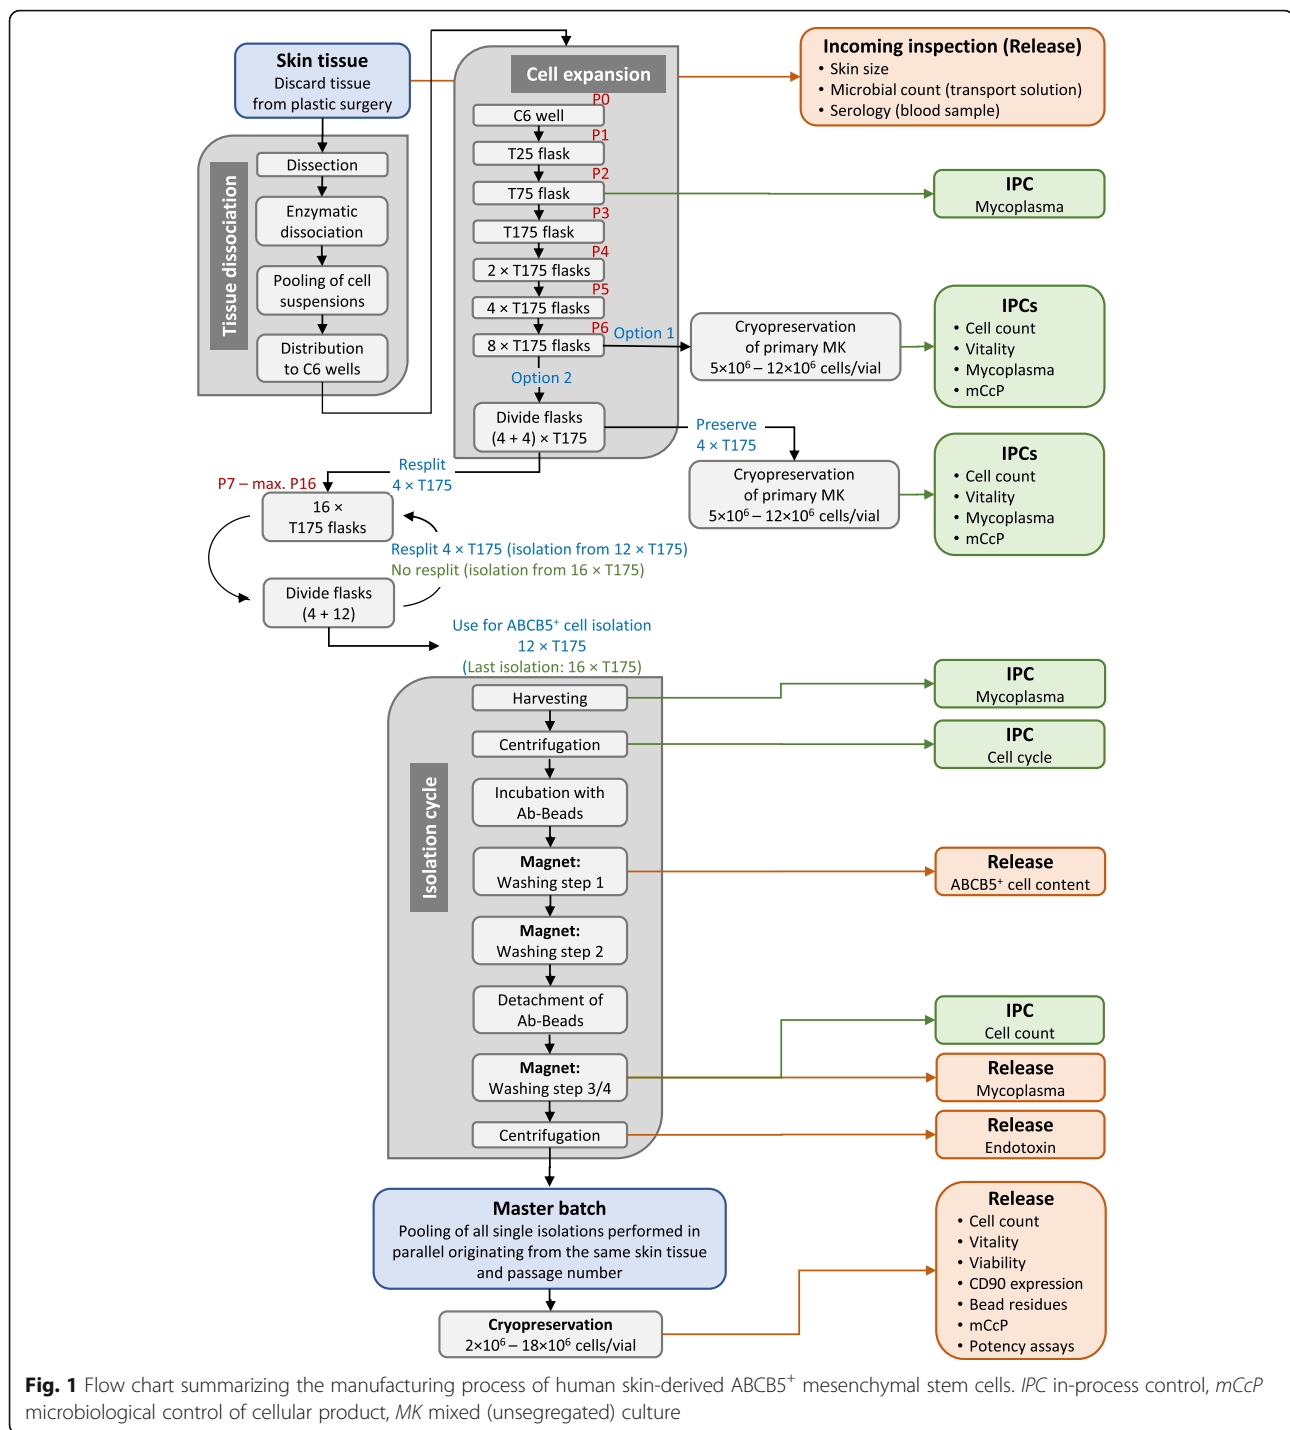 Skin tissue
Discard tissue
from plastic surgery
Tissue dissociation
Dissection
Enzymatic
dissociation
Pooling of cell
suspensions
Distribution
to C6 wells
Cell expansion
P0
C6 well
P1
T25 flask
P2
T75 flask
P3
T175 flask
P4
2 × T175 flasks
P5
4 × T175 flasks
P6
8 × T175 flasks
Option 1
Option 2
Divide flasks
(4 + 4) × T175
Incoming inspection (Release)
• Skin size
• Microbial count (transport solution)
• Serology (blood sample)
IPC
Mycoplasma
Cryopreservation
of primary MK
5×10⁶ – 12×10⁶ cells/vial
IPCs
• Cell count
• Vitality
• Mycoplasma
• mCcP
Preserve
4 × T175
Cryopreservation
of primary MK
5×10⁶ – 12×10⁶ cells/vial
IPCs
• Cell count
• Vitality
• Mycoplasma
• mCcP
Resplit
4 × T175
P7 – max. P16
16 ×
T175 flasks
Resplit 4 × T175 (isolation from 12 × T175)
No resplit (isolation from 16 × T175)
Divide flasks
(4 + 12)
Use for ABCB5⁺ cell isolation
12 × T175
(Last isolation: 16 × T175)
Isolation cycle
Harvesting
IPC
Mycoplasma
Centrifugation
IPC
Cell cycle
Incubation with
Ab-Beads
Magnet:
Washing step 1
Release
ABCB5⁺ cell content
Magnet:
Washing step 2
Detachment of
Ab-Beads
IPC
Cell count
Magnet:
Washing step 3/4
Release
Mycoplasma
Centrifugation
Release
Endotoxin
Master batch
Pooling of all single isolations performed in
parallel originating from the same skin tissue
and passage number
Cryopreservation
2×10⁶ – 18×10⁶ cells/vial
Release
• Cell count
• Vitality
• Viability
• CD90 expression
• Bead residues
• mCcP
• Potency assays
Fig. 1 Flow chart summarizing the manufacturing process of human skin-derived ABCB5⁺ mesenchymal stem cells. IPC in-process control, mCcP
microbiological control of cellular product, MK mixed (unsegregated) culture